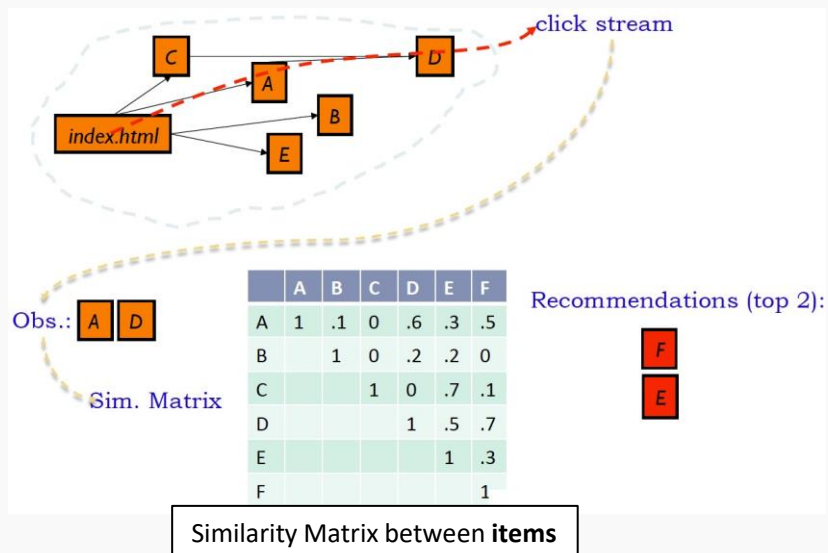 click stream
C
D
A
B
index.html
E
A B C D E F
Recommendations (top 2):
Obs.: A D
A 1 .1 0 .6 .3 .5
B 1 0 .2 .2 0
F
C 1 0 .7 .1
Sim. Matrix
E
D 1 .5 .7
E 1 .3
F 1
Similarity Matrix between items